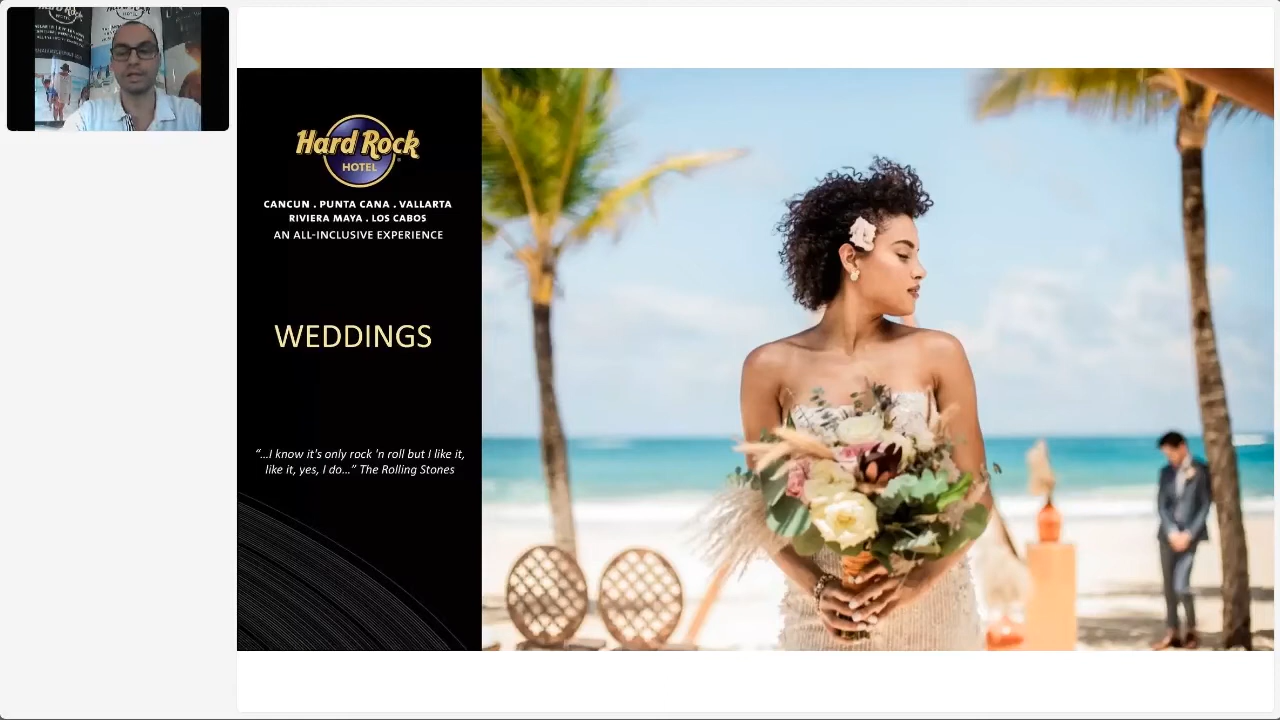 Hard Rock
HOTEL
CANCUN . PUNTA CANA . VALLARTA
RIVIERA MAYA . LOS CABOS
AN ALL-INCLUSIVE EXPERIENCE
WEDDINGS
“...I know it's only rock 'n roll but I like it,
like it, yes, I do...” The Rolling Stones